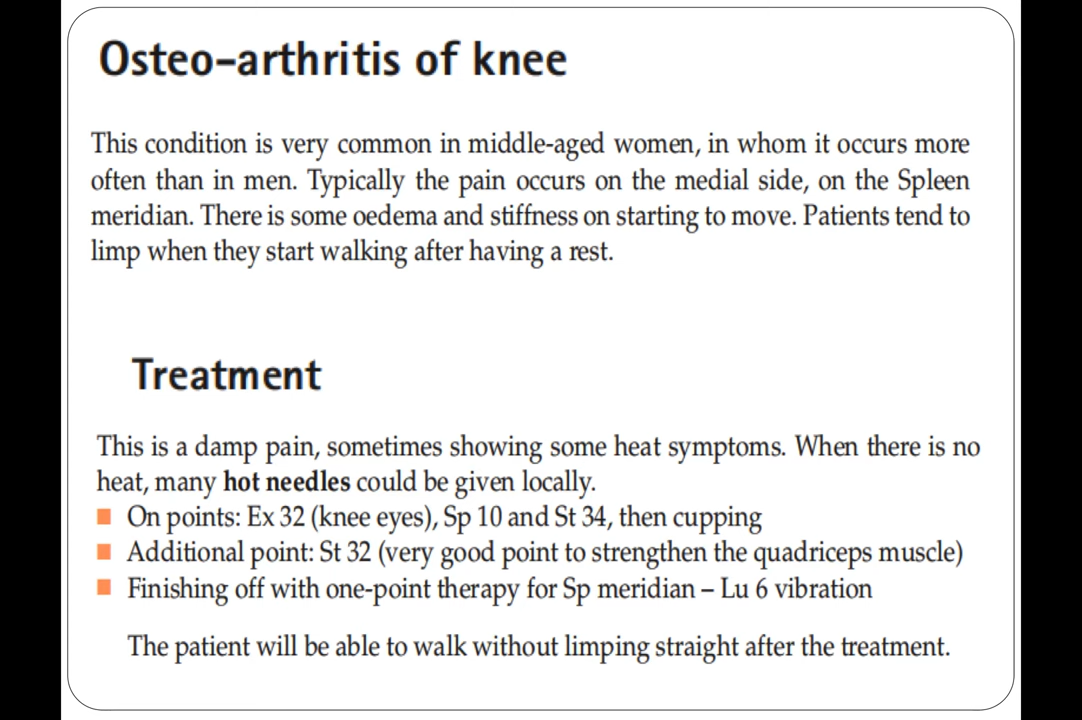 Osteo-arthritis of knee
This condition is very common in middle-aged women, in whom it occurs more
often than in men. Typically the pain occurs on the medial side, on the Spleen
meridian. There is some oedema and stiffness on starting to move. Patients tend to
limp when they start walking after having a rest.
Treatment
This is a damp pain, sometimes showing some heat symptoms. When there is no
heat, many hot needles could be given locally.
■ On points: Ex 32 (knee eyes), Sp 10 and St 34, then cupping
■ Additional point: St 32 (very good point to strengthen the quadriceps muscle)
■ Finishing off with one-point therapy for Sp meridian – Lu 6 vibration
The patient will be able to walk without limping straight after the treatment.